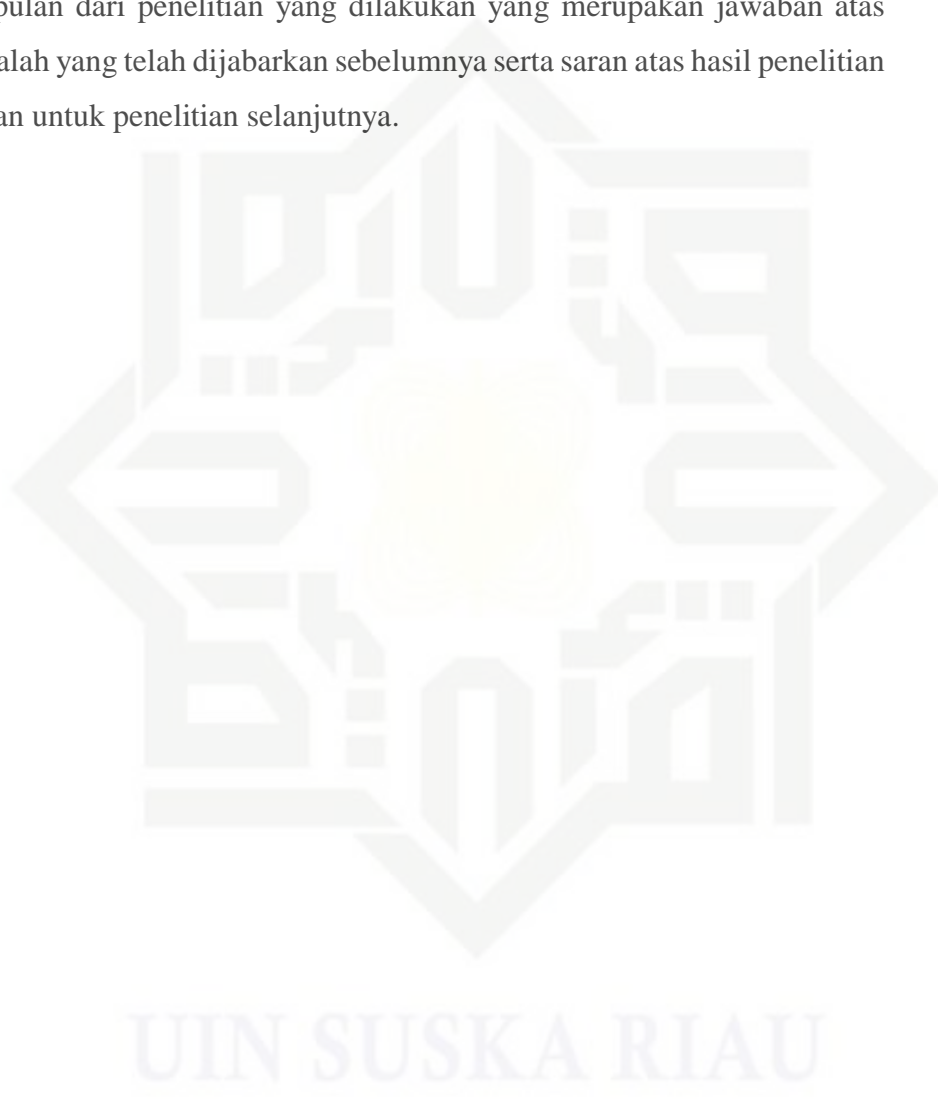 pulan dari penelitian yang dilakukan yang merupakan jawaban atas
alah yang telah dijabarkan sebelumnya serta saran atas hasil penelitian
an untuk penelitian selanjutnya.
UIN SUSKA RIAU